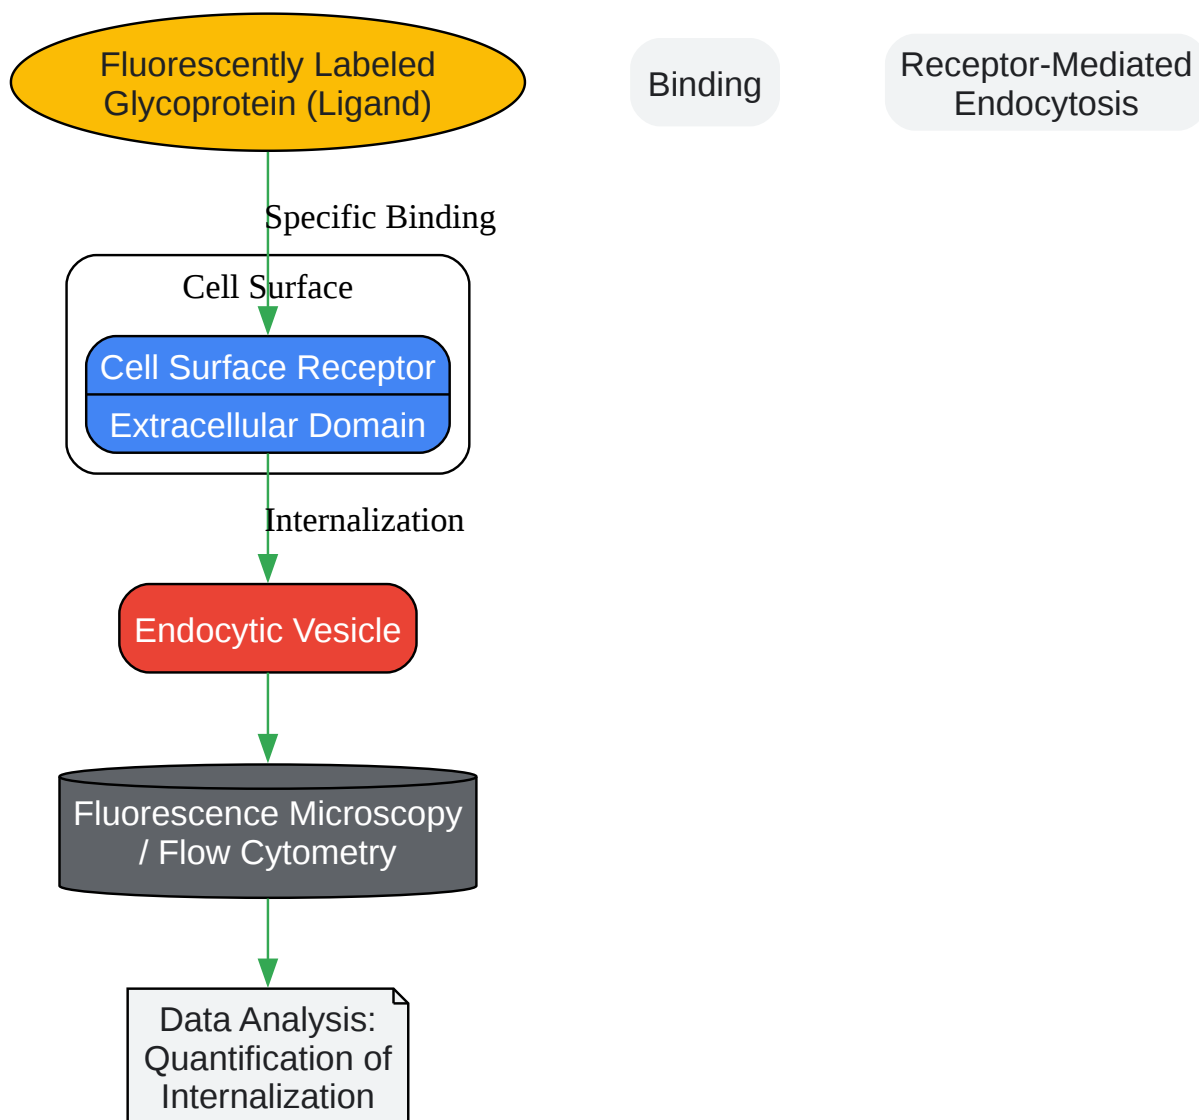 Fluorescently Labeled
Glycoprotein (Ligand)
Binding
Receptor-Mediated
Endocytosis
Specific Binding
Cell Surface
Cell Surface Receptor
Extracellular Domain
Internalization
Endocytic Vesicle
Fluorescence Microscopy
/ Flow Cytometry
Data Analysis:
Quantification of
Internalization